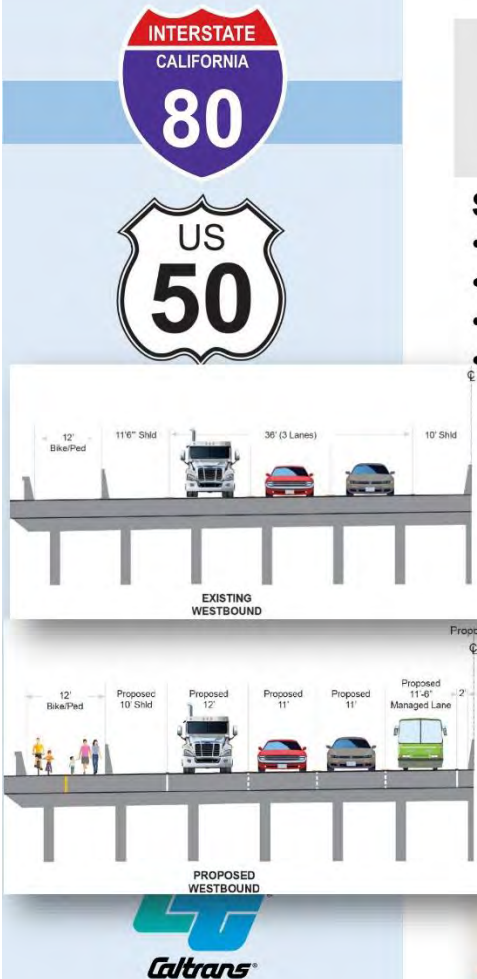 INTERSTATE
CALIFORNIA
80
US
50
S
•
•
•
•
℄
12'
Bike/Ped
11'6" Shld
36' (3 Lanes)
10' Shld
EXISTING
WESTBOUND
Propo
℄
12'
Bike/Ped
Proposed
10' Shld
Proposed
12'
Proposed
11'
Proposed
11'
Proposed
11'-6"
Managed Lane
2'
PROPOSED
WESTBOUND
Caltrans®